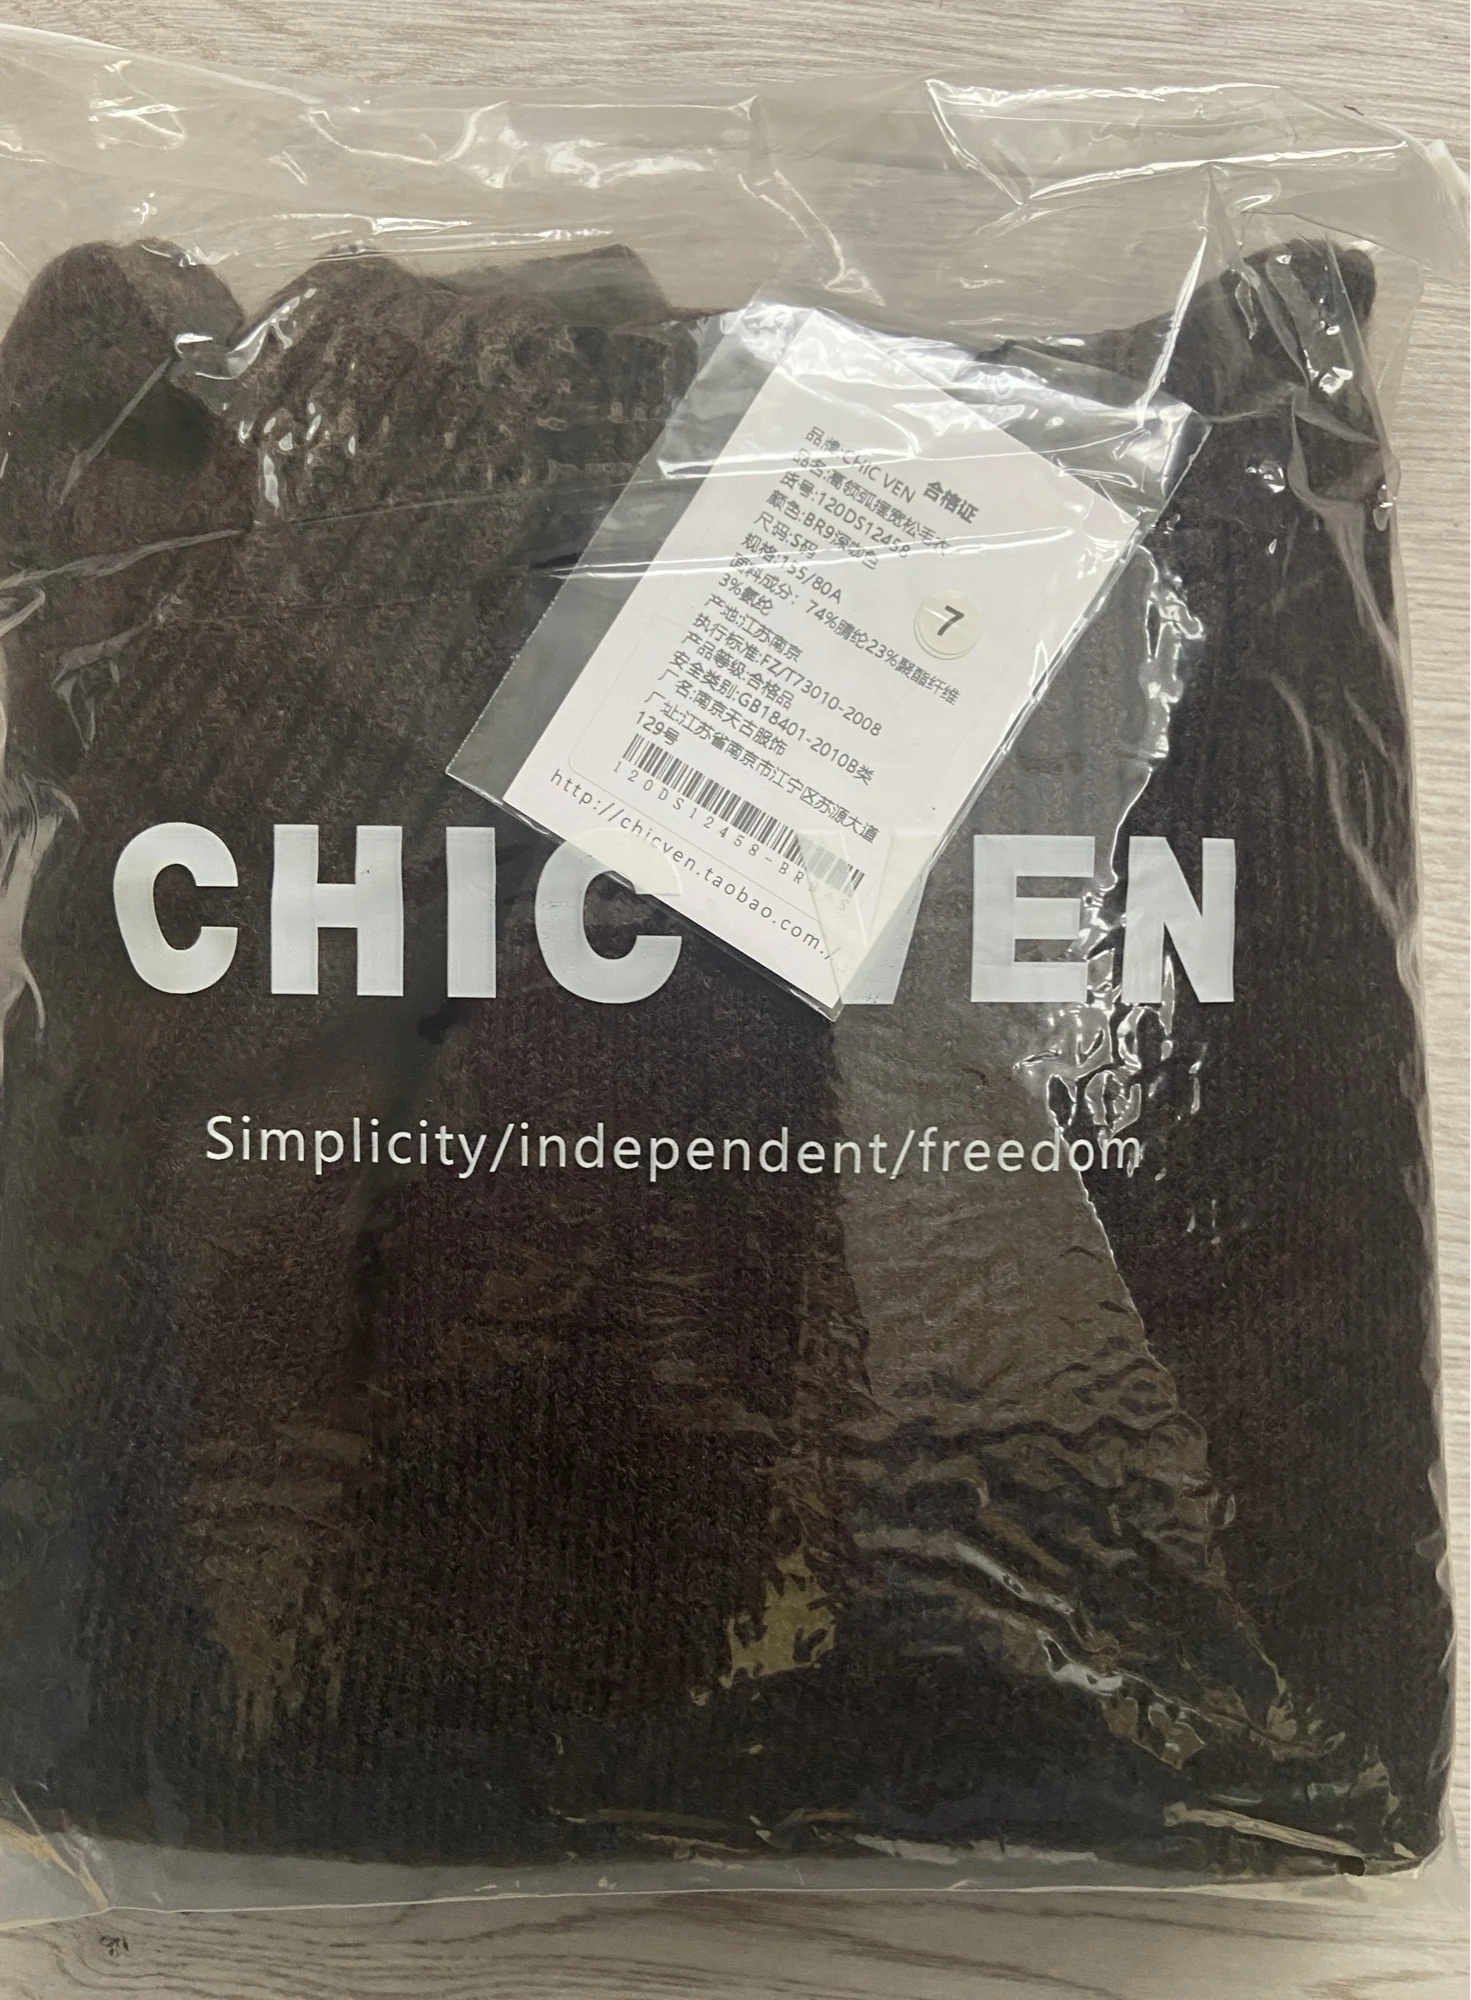 合格证
品牌:CHIC VEN
品名:高领弧摆宽松毛衣
货号:120DS12458
颜色:BR9深咖色
尺码:S码
规格:155/80A
面料成分：74%腈纶23%聚酯纤维
3%氨纶
产地:江苏南京
执行标准:FZ/T73010-2008
产品等级:合格品
安全类别:GB18401-2010B类
厂名:南京天古服饰
厂址:江苏省南京市江宁区苏源大道
129号
7
120DS12458-BR
http://chicven.taobao.com./
CHIC VEN
Simplicity/independent/freedom